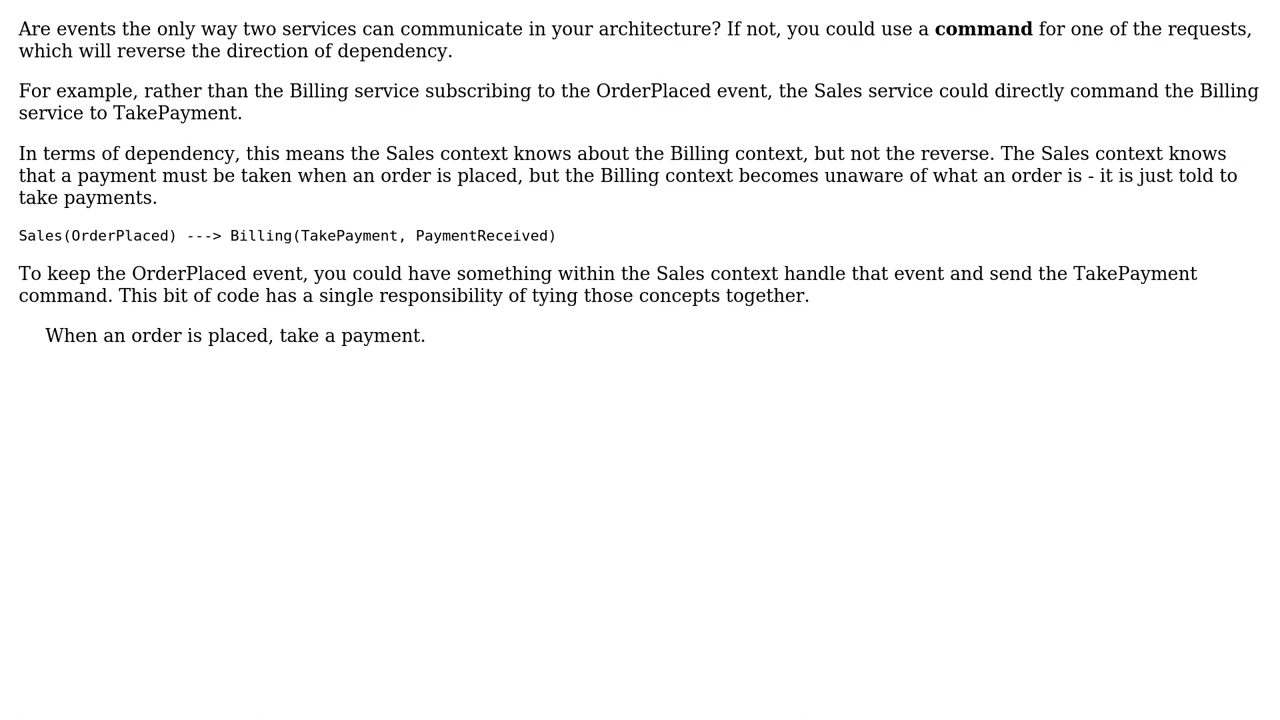 Are events the only way two services can communicate in your architecture? If not, you could use a command for one of the requests,
which will reverse the direction of dependency.
For example, rather than the Billing service subscribing to the OrderPlaced event, the Sales service could directly command the Billing
service to TakePayment.
In terms of dependency, this means the Sales context knows about the Billing context, but not the reverse. The Sales context knows
that a payment must be taken when an order is placed, but the Billing context becomes unaware of what an order is - it is just told to
take payments.
Sales(OrderPlaced) ---> Billing(TakePayment, PaymentReceived)
To keep the OrderPlaced event, you could have something within the Sales context handle that event and send the TakePayment
command. This bit of code has a single responsibility of tying those concepts together.
When an order is placed, take a payment.